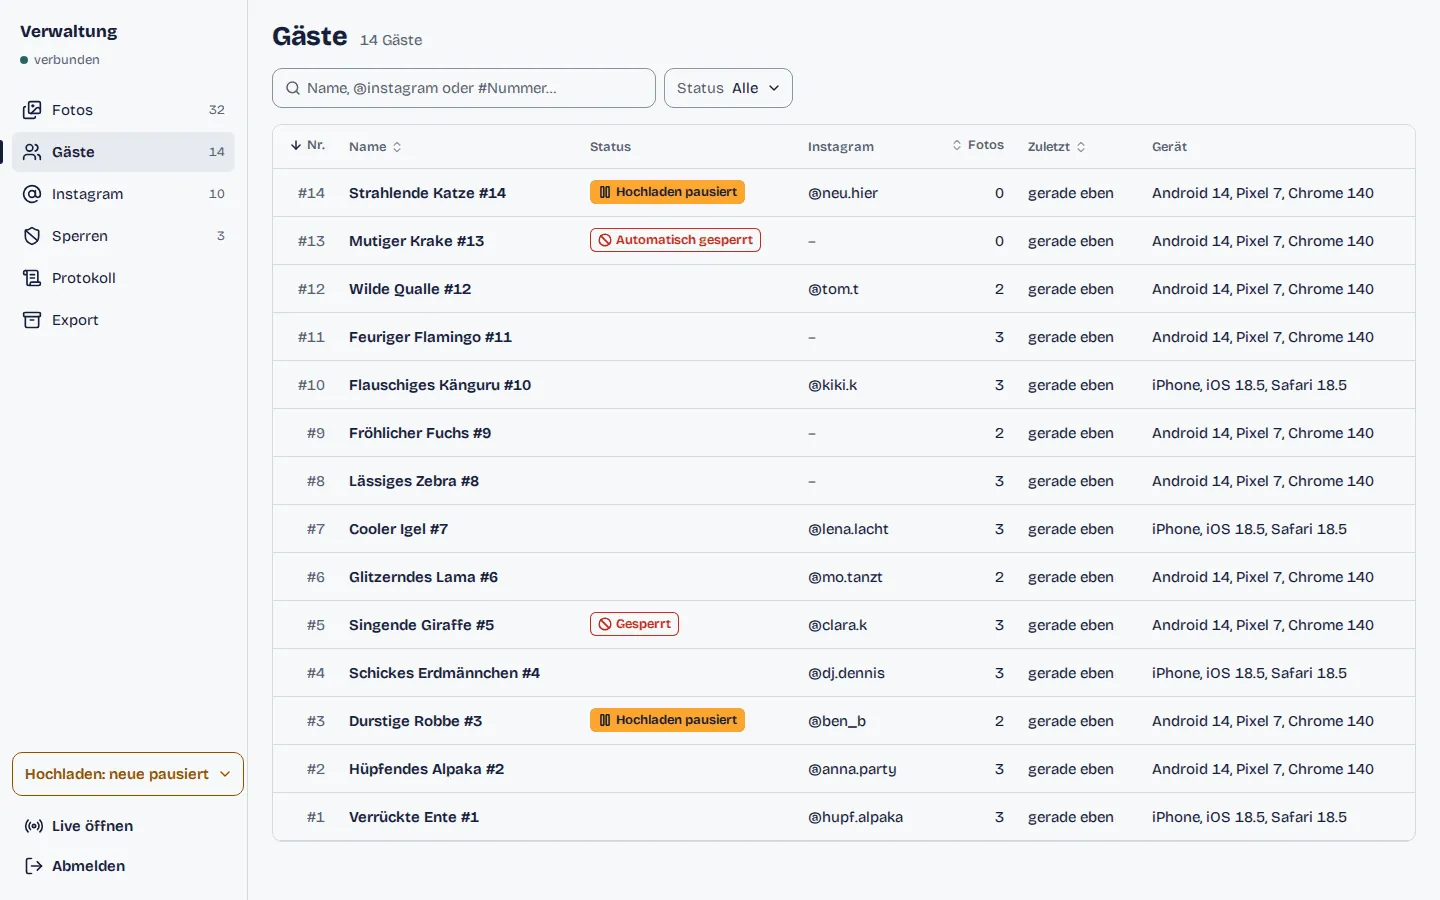 Verwaltung
verbunden
Fotos 32
Gäste 14
Instagram 10
Sperren 3
Protokoll
Export
Hochladen: neue pausiert
Live öffnen
Abmelden
Gäste 14 Gäste
Name, @instagram oder #Nummer...
Status Alle
Nr. Name Status Instagram Fotos Zuletzt Gerät
#14 Strahlende Katze #14 Hochladen pausiert @neu.hier 0 gerade eben Android 14, Pixel 7, Chrome 140
#13 Mutiger Krake #13 Automatisch gesperrt – 0 gerade eben Android 14, Pixel 7, Chrome 140
#12 Wilde Qualle #12 @tom.t 2 gerade eben Android 14, Pixel 7, Chrome 140
#11 Feuriger Flamingo #11 – 3 gerade eben Android 14, Pixel 7, Chrome 140
#10 Flauschiges Känguru #10 @kiki.k 3 gerade eben iPhone, iOS 18.5, Safari 18.5
#9 Fröhlicher Fuchs #9 – 2 gerade eben Android 14, Pixel 7, Chrome 140
#8 Lässiges Zebra #8 – 3 gerade eben Android 14, Pixel 7, Chrome 140
#7 Cooler Igel #7 @lena.lacht 3 gerade eben iPhone, iOS 18.5, Safari 18.5
#6 Glitzerndes Lama #6 @mo.tanzt 2 gerade eben Android 14, Pixel 7, Chrome 140
#5 Singende Giraffe #5 Gesperrt @clara.k 3 gerade eben Android 14, Pixel 7, Chrome 140
#4 Schickes Erdmännchen #4 @dj.dennis 3 gerade eben iPhone, iOS 18.5, Safari 18.5
#3 Durstige Robbe #3 Hochladen pausiert @ben_b 2 gerade eben Android 14, Pixel 7, Chrome 140
#2 Hüpfendes Alpaka #2 @anna.party 3 gerade eben Android 14, Pixel 7, Chrome 140
#1 Verrückte Ente #1 @hupf.alpaka 3 gerade eben iPhone, iOS 18.5, Safari 18.5